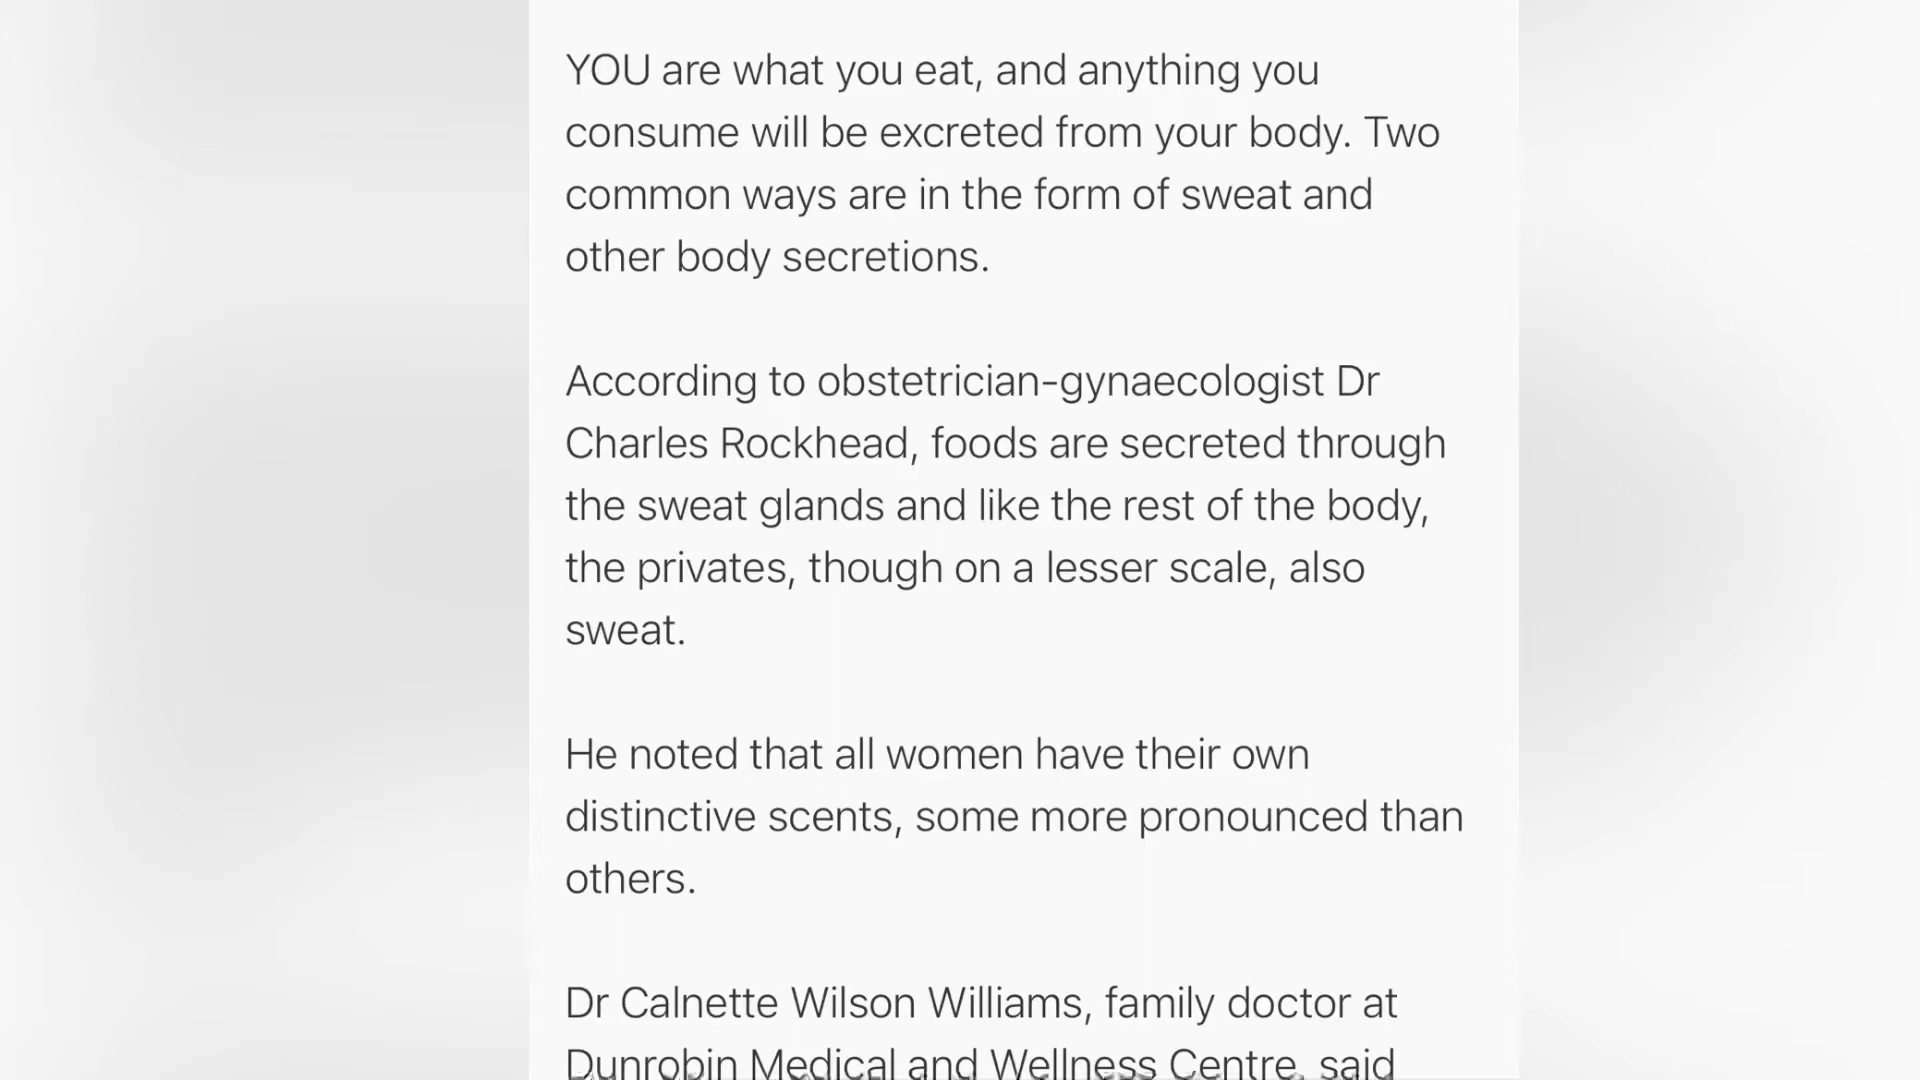 YOU are what you eat, and anything you
consume will be excreted from your body. Two
common ways are in the form of sweat and
other body secretions.
According to obstetrician-gynaecologist Dr
Charles Rockhead, foods are secreted through
the sweat glands and like the rest of the body,
the privates, though on a lesser scale, also
sweat.
He noted that all women have their own
distinctive scents, some more pronounced than
others.
Dr Calnette Wilson Williams, family doctor at
Dunrobin Medical and Wellness Centre, said